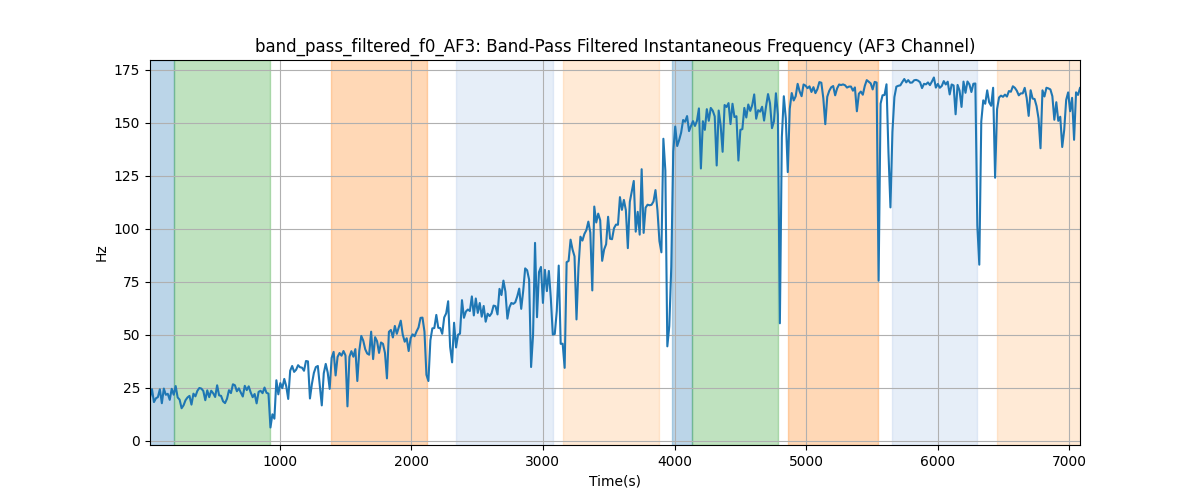 band_pass_filtered_f0_AF3: Band-Pass Filtered Instantaneous Frequency (AF3 Channel)
175
150
125
100
75
50
25
0
Hz
1000 2000 3000 4000 5000 6000 7000
Time(s)